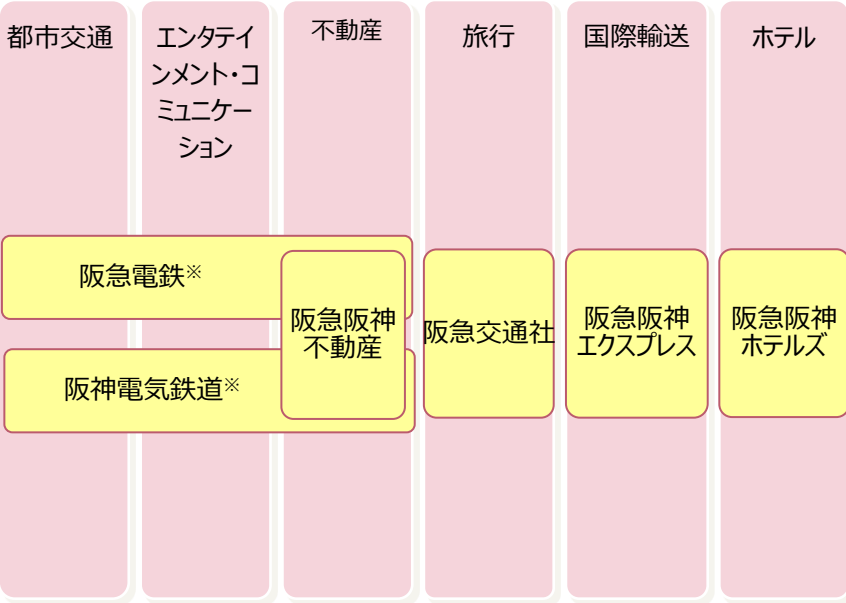 都市交通
エンタテイ
ンメント・コ
ミュニケー
ション
不動産
旅行
国際輸送
ホテル
阪急電鉄※
阪神電気鉄道※
阪急阪神
不動産
阪急交通社
阪急阪神
エクスプレス
阪急阪神
ホテルズ